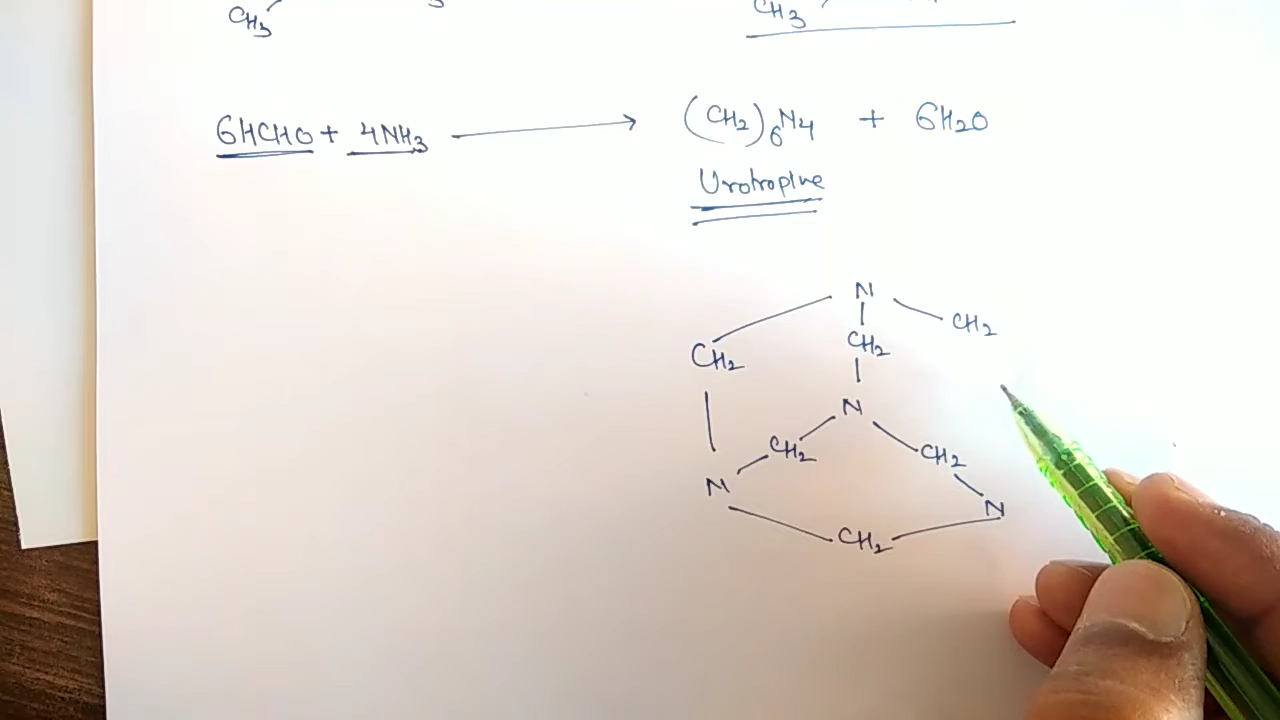 CH3 CH3
6HCHO + 4NH3 ⟶ (CH2)6N4 + 6H2O
Urotropine
N
CH2
CH2
CH2
N
CH2 CH2
N N
CH2